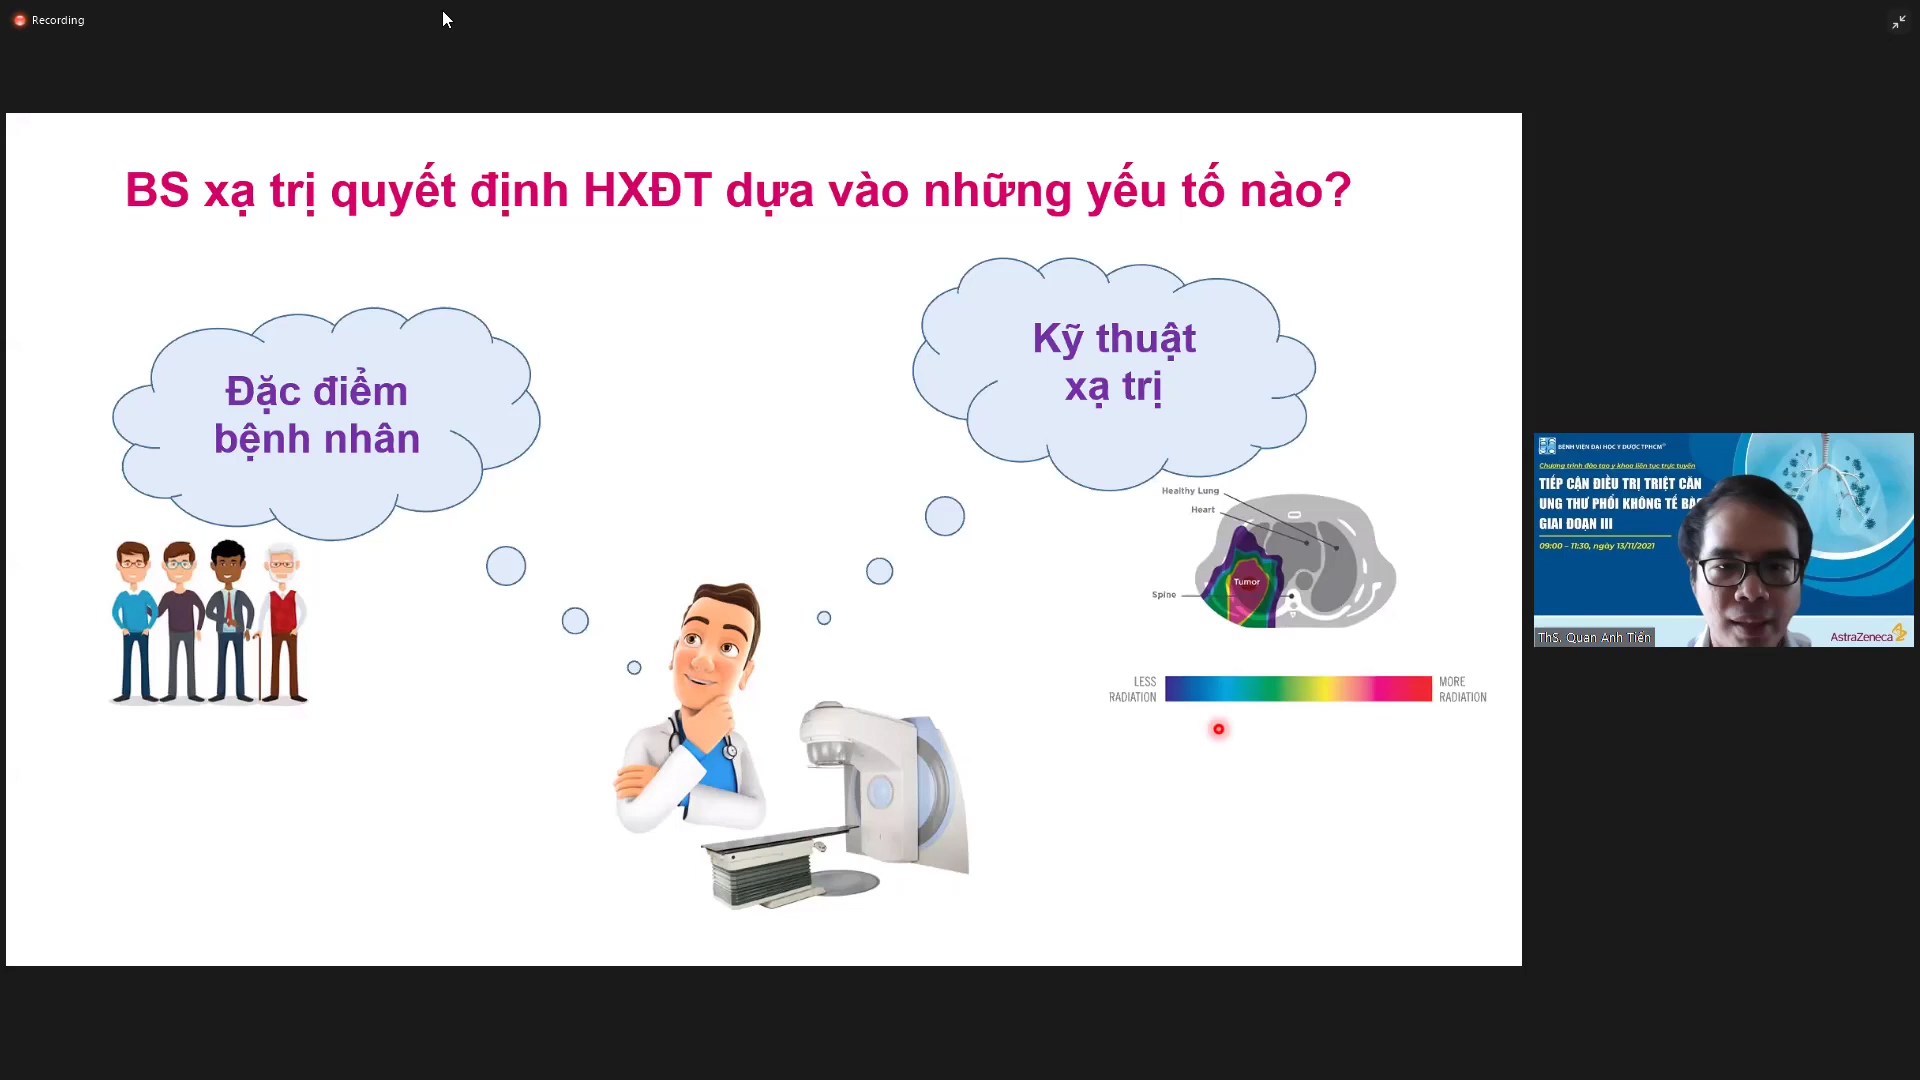 Recording
BS xạ trị quyết định HXĐT dựa vào những yếu tố nào?
Đặc điểm
bệnh nhân
Kỹ thuật
xạ trị
Healthy Lung
Heart
Tumor
Spine
LESS
RADIATION
MORE
RADIATION
BỆNH VIỆN ĐẠI HỌC Y DƯỢC TPHCM
Chương trình đào tạo y khoa liên tục trực tuyến
TIẾP CẬN ĐIỀU TRỊ TRIỆT CĂN
UNG THƯ PHỔI KHÔNG TẾ BÀ
GIAI ĐOẠN III
09:00 – 11:30, ngày 13/11/2021
ThS. Quan Anh Tiến
AstraZeneca